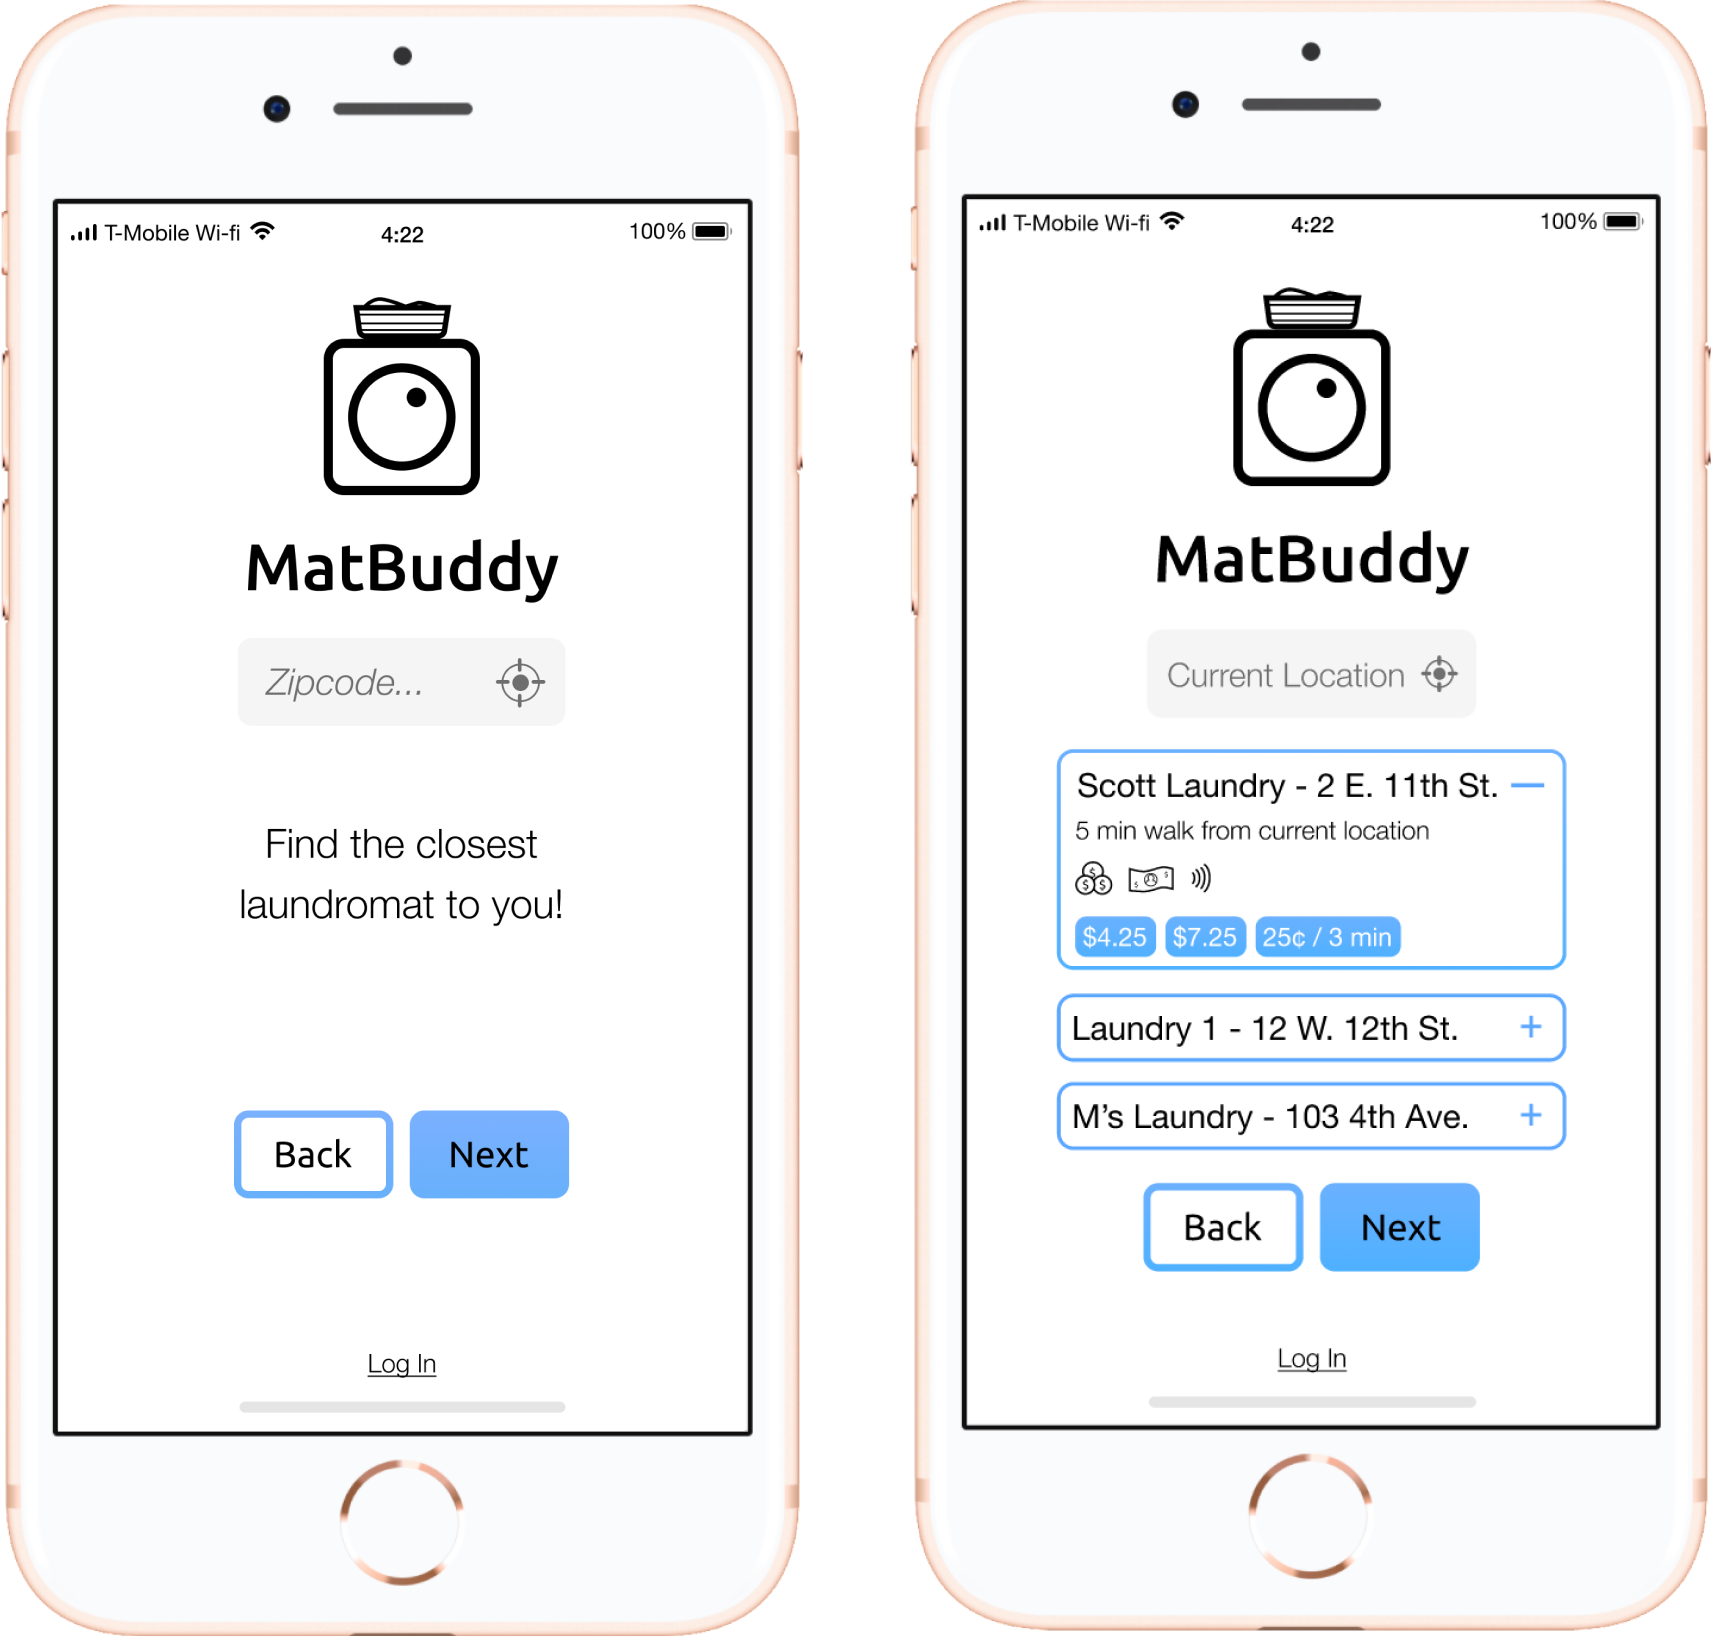 T-Mobile Wi-fi 4:22 100%
MatBuddy
Zipcode...
Find the closest
laundromat to you!
Back Next
Log In
T-Mobile Wi-fi 4:22 100%
MatBuddy
Current Location
Scott Laundry - 2 E. 11th St.
5 min walk from current location
$4.25 $7.25 25¢ / 3 min
Laundry 1 - 12 W. 12th St.
M’s Laundry - 103 4th Ave.
Back Next
Log In